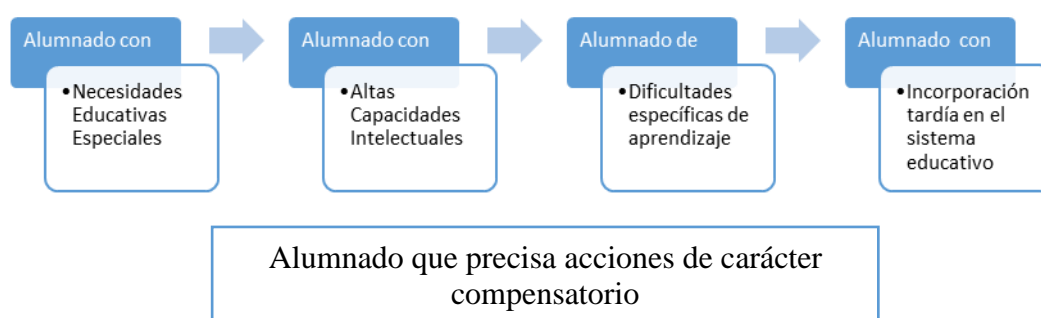 Alumnado con
•Necesidades
Educativas
Especiales
Alumnado con
•Altas
Capacidades
Intelectuales
Alumnado de
•Dificultades
específicas de
aprendizaje
Alumnado con
•Incorporación
tardía en el
sistema
educativo
Alumnado que precisa acciones de carácter
compensatorio